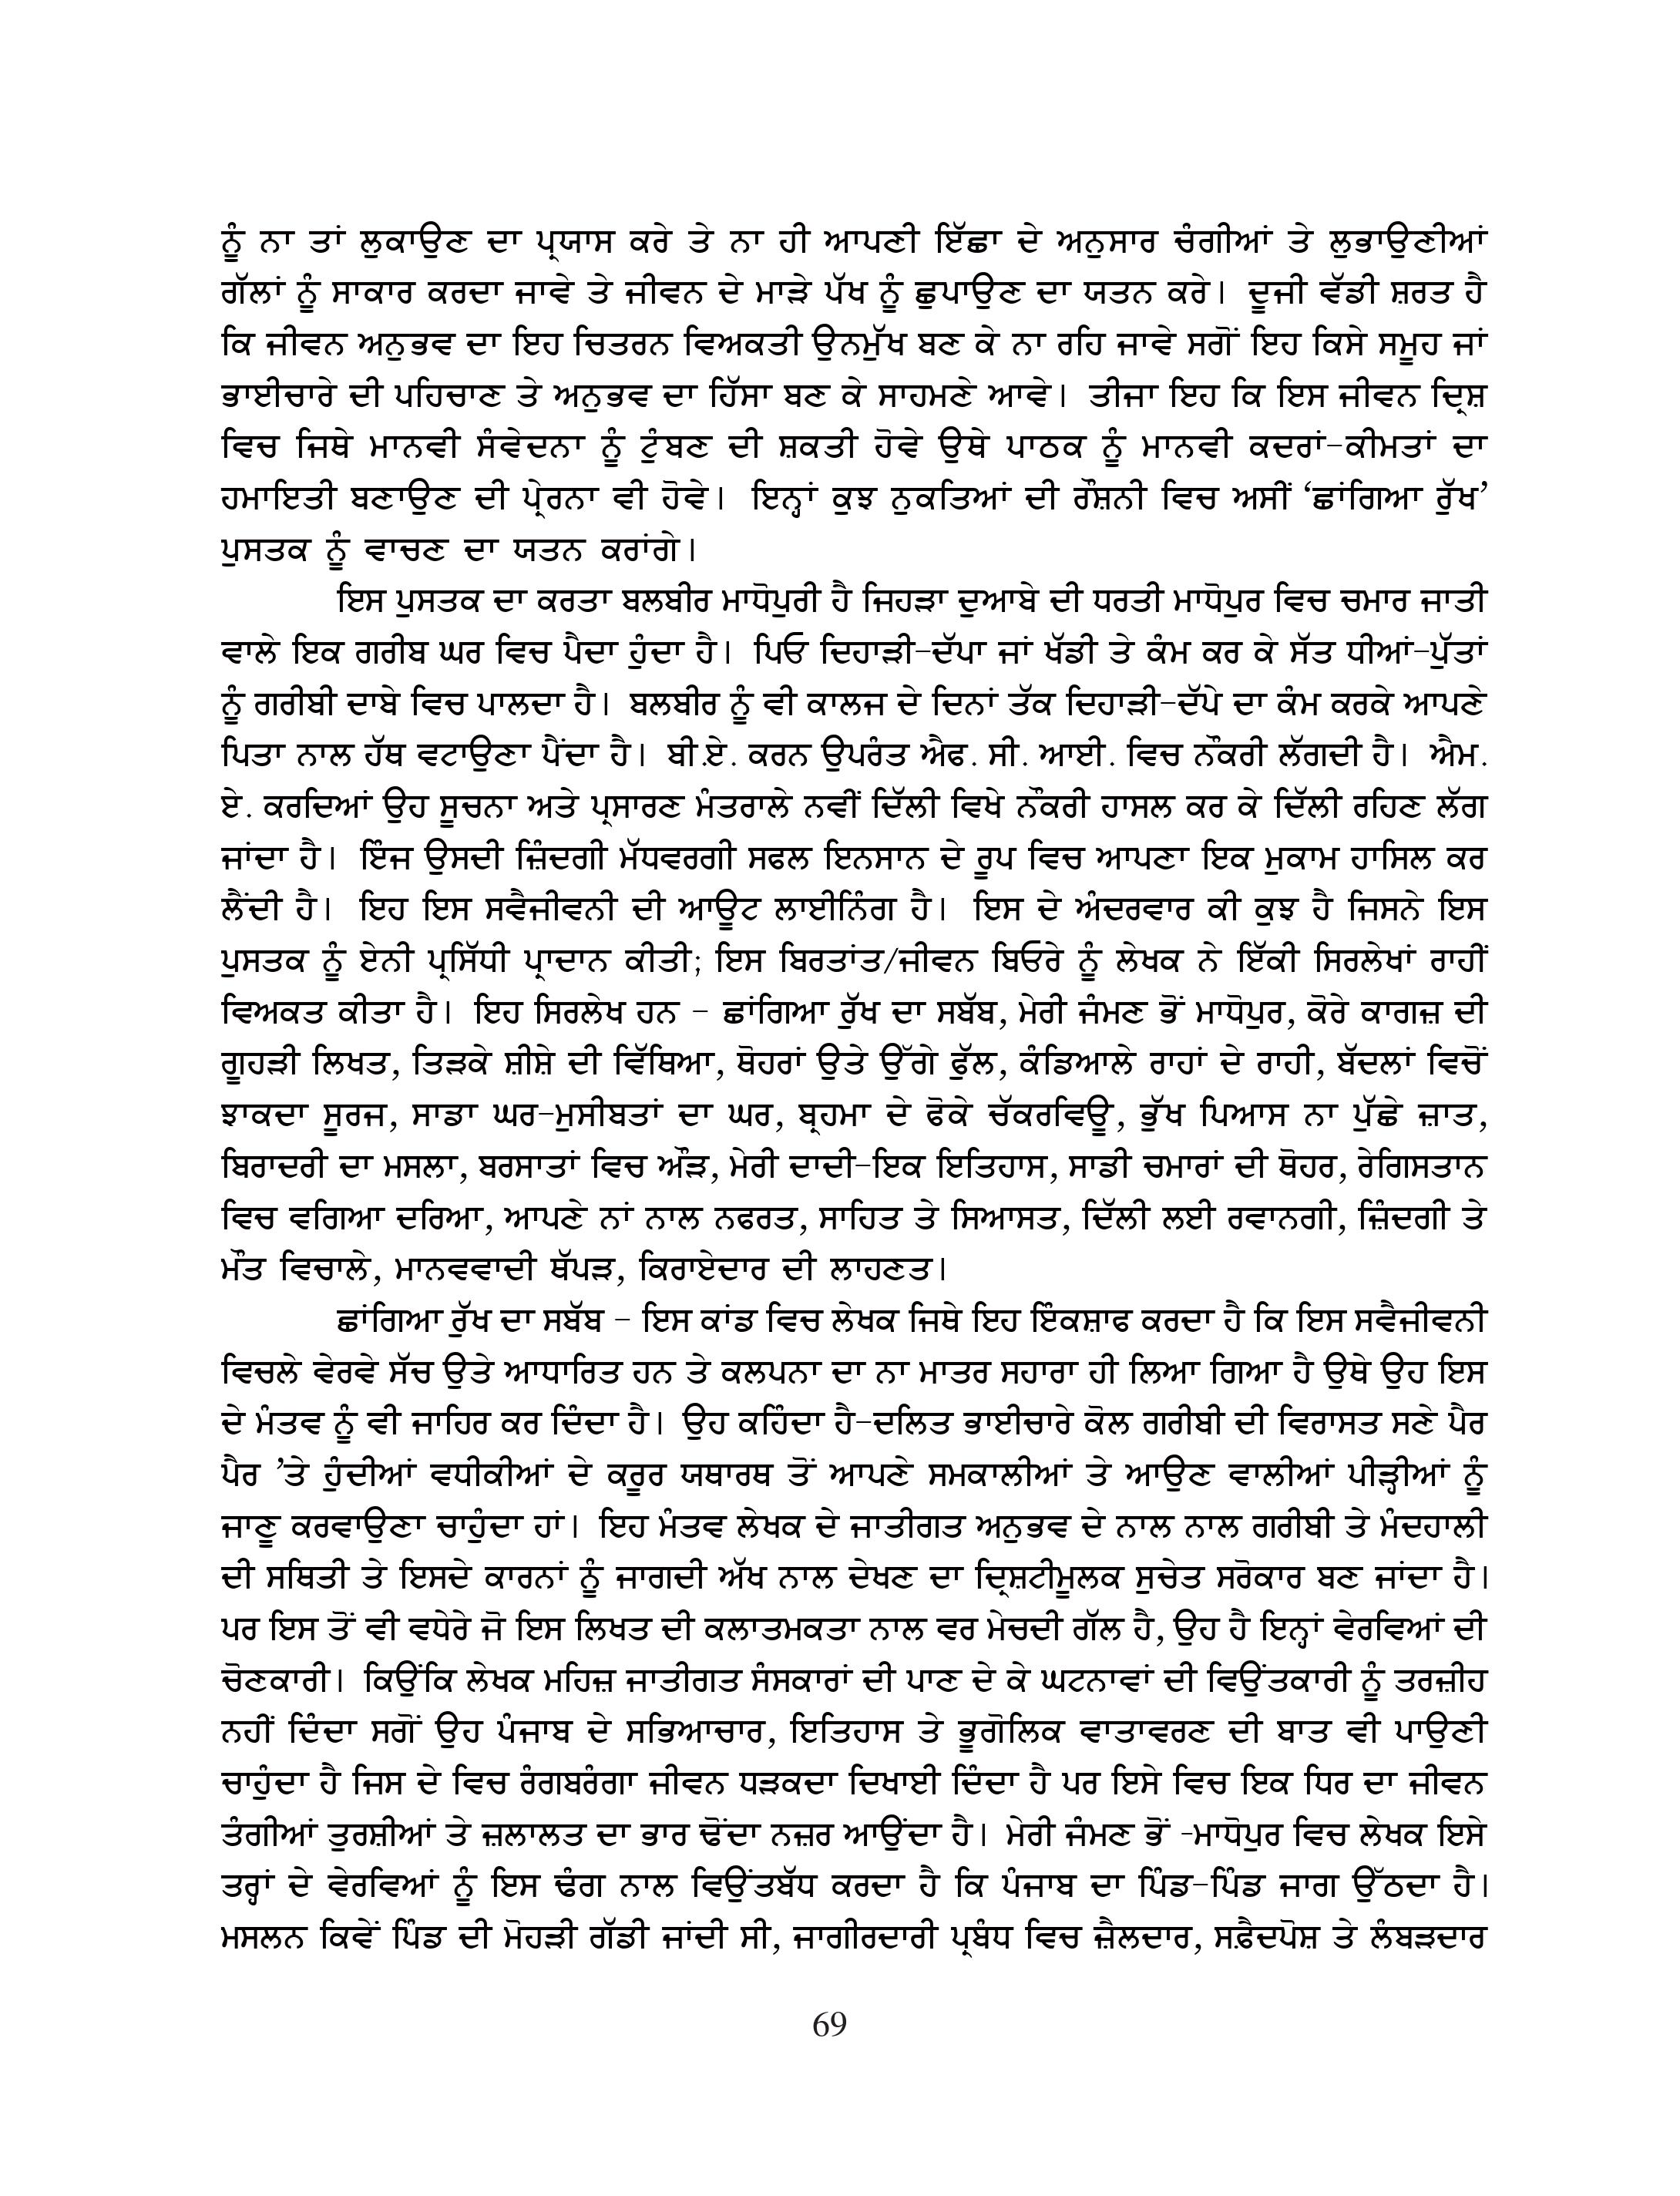 ਨੂੰ ਨਾ ਤਾਂ ਲੁਕਾਉਣ ਦਾ ਪ੍ਰਯਾਸ ਕਰੇ ਤੇ ਨਾ ਹੀ ਆਪਣੀ ਇੱਛਾ ਦੇ ਅਨੁਸਾਰ ਚੰਗੀਆਂ ਤੇ ਲੁਭਾਉਣੀਆਂ
ਗੱਲਾਂ ਨੂੰ ਸਾਕਾਰ ਕਰਦਾ ਜਾਵੇ ਤੇ ਜੀਵਨ ਦੇ ਮਾੜੇ ਪੱਖ ਨੂੰ ਛੁਪਾਉਣ ਦਾ ਯਤਨ ਕਰੇ। ਦੂਜੀ ਵੱਡੀ ਸ਼ਰਤ ਹੈ
ਕਿ ਜੀਵਨ ਅਨੁਭਵ ਦਾ ਇਹ ਚਿਤਰਨ ਵਿਅਕਤੀ ਉਨਮੁੱਖ ਬਣ ਕੇ ਨਾ ਰਹਿ ਜਾਵੇ ਸਗੋਂ ਇਹ ਕਿਸੇ ਸਮੂਹ ਜਾਂ
ਭਾਈਚਾਰੇ ਦੀ ਪਹਿਚਾਣ ਤੇ ਅਨੁਭਵ ਦਾ ਹਿੱਸਾ ਬਣ ਕੇ ਸਾਹਮਣੇ ਆਵੇ। ਤੀਜਾ ਇਹ ਕਿ ਇਸ ਜੀਵਨ ਦ੍ਰਿਸ਼
ਵਿਚ ਜਿਥੇ ਮਾਨਵੀ ਸੰਵੇਦਨਾ ਨੂੰ ਟੁੰਬਣ ਦੀ ਸ਼ਕਤੀ ਹੋਵੇ ਉਥੇ ਪਾਠਕ ਨੂੰ ਮਾਨਵੀ ਕਦਰਾਂ-ਕੀਮਤਾਂ ਦਾ
ਹਮਾਇਤੀ ਬਣਾਉਣ ਦੀ ਪ੍ਰੇਰਨਾ ਵੀ ਹੋਵੇ। ਇਨ੍ਹਾਂ ਕੁਝ ਨੁਕਤਿਆਂ ਦੀ ਰੌਸ਼ਨੀ ਵਿਚ ਅਸੀਂ ‘ਛਾਂਗਿਆ ਰੁੱਖ’
ਪੁਸਤਕ ਨੂੰ ਵਾਚਣ ਦਾ ਯਤਨ ਕਰਾਂਗੇ।
ਇਸ ਪੁਸਤਕ ਦਾ ਕਰਤਾ ਬਲਬੀਰ ਮਾਧੋਪੁਰੀ ਹੈ ਜਿਹੜਾ ਦੁਆਬੇ ਦੀ ਧਰਤੀ ਮਾਧੋਪੁਰ ਵਿਚ ਚਮਾਰ ਜਾਤੀ
ਵਾਲੇ ਇਕ ਗਰੀਬ ਘਰ ਵਿਚ ਪੈਦਾ ਹੁੰਦਾ ਹੈ। ਪਿਓ ਦਿਹਾੜੀ-ਦੱਪਾ ਜਾਂ ਖੱਡੀ ਤੇ ਕੰਮ ਕਰ ਕੇ ਸੱਤ ਧੀਆਂ-ਪੁੱਤਾਂ
ਨੂੰ ਗਰੀਬੀ ਦਾਬੇ ਵਿਚ ਪਾਲਦਾ ਹੈ। ਬਲਬੀਰ ਨੂੰ ਵੀ ਕਾਲਜ ਦੇ ਦਿਨਾਂ ਤੱਕ ਦਿਹਾੜੀ-ਦੱਪੇ ਦਾ ਕੰਮ ਕਰਕੇ ਆਪਣੇ
ਪਿਤਾ ਨਾਲ ਹੱਥ ਵਟਾਉਣਾ ਪੈਂਦਾ ਹੈ। ਬੀ.ਏ. ਕਰਨ ਉਪਰੰਤ ਐਫ. ਸੀ. ਆਈ. ਵਿਚ ਨੌਕਰੀ ਲੱਗਦੀ ਹੈ। ਐਮ.
ਏ. ਕਰਦਿਆਂ ਉਹ ਸੂਚਨਾ ਅਤੇ ਪ੍ਰਸਾਰਣ ਮੰਤਰਾਲੇ ਨਵੀਂ ਦਿੱਲੀ ਵਿਖੇ ਨੌਕਰੀ ਹਾਸਲ ਕਰ ਕੇ ਦਿੱਲੀ ਰਹਿਣ ਲੱਗ
ਜਾਂਦਾ ਹੈ। ਇੰਜ ਉਸਦੀ ਜ਼ਿੰਦਗੀ ਮੱਧਵਰਗੀ ਸਫਲ ਇਨਸਾਨ ਦੇ ਰੂਪ ਵਿਚ ਆਪਣਾ ਇਕ ਮੁਕਾਮ ਹਾਸਿਲ ਕਰ
ਲੈਂਦੀ ਹੈ। ਇਹ ਇਸ ਸਵੈਜੀਵਨੀ ਦੀ ਆਊਟ ਲਾਈਨਿੰਗ ਹੈ। ਇਸ ਦੇ ਅੰਦਰਵਾਰ ਕੀ ਕੁਝ ਹੈ ਜਿਸਨੇ ਇਸ
ਪੁਸਤਕ ਨੂੰ ਏਨੀ ਪ੍ਰਸਿੱਧੀ ਪ੍ਰਾਦਾਨ ਕੀਤੀ; ਇਸ ਬਿਰਤਾਂਤ/ਜੀਵਨ ਬਿਓਰੇ ਨੂੰ ਲੇਖਕ ਨੇ ਇੱਕੀ ਸਿਰਲੇਖਾਂ ਰਾਹੀਂ
ਵਿਅਕਤ ਕੀਤਾ ਹੈ। ਇਹ ਸਿਰਲੇਖ ਹਨ - ਛਾਂਗਿਆ ਰੁੱਖ ਦਾ ਸਬੱਬ, ਮੇਰੀ ਜੰਮਣ ਭੋਂ ਮਾਧੋਪੁਰ, ਕੋਰੇ ਕਾਗਜ਼ ਦੀ
ਗੂਹੜੀ ਲਿਖਤ, ਤਿੜਕੇ ਸ਼ੀਸ਼ੇ ਦੀ ਵਿੱਥਿਆ, ਥੋਹਰਾਂ ਉਤੇ ਉੱਗੇ ਫੁੱਲ, ਕੰਡਿਆਲੇ ਰਾਹਾਂ ਦੇ ਰਾਹੀ, ਬੱਦਲਾਂ ਵਿਚੋਂ
ਝਾਕਦਾ ਸੂਰਜ, ਸਾਡਾ ਘਰ-ਮੁਸੀਬਤਾਂ ਦਾ ਘਰ, ਬ੍ਰਹਮਾ ਦੇ ਫੋਕੇ ਚੱਕਰਵਿਊ, ਭੁੱਖ ਪਿਆਸ ਨਾ ਪੁੱਛੇ ਜ਼ਾਤ,
ਬਿਰਾਦਰੀ ਦਾ ਮਸਲਾ, ਬਰਸਾਤਾਂ ਵਿਚ ਔੜ, ਮੇਰੀ ਦਾਦੀ-ਇਕ ਇਤਿਹਾਸ, ਸਾਡੀ ਚਮਾਰਾਂ ਦੀ ਥੋਹਰ, ਰੇਗਿਸਤਾਨ
ਵਿਚ ਵਗਿਆ ਦਰਿਆ, ਆਪਣੇ ਨਾਂ ਨਾਲ ਨਫਰਤ, ਸਾਹਿਤ ਤੇ ਸਿਆਸਤ, ਦਿੱਲੀ ਲਈ ਰਵਾਨਗੀ, ਜ਼ਿੰਦਗੀ ਤੇ
ਮੌਤ ਵਿਚਾਲੇ, ਮਾਨਵਵਾਦੀ ਥੱਪੜ, ਕਿਰਾਏਦਾਰ ਦੀ ਲਾਹਣਤ।
ਛਾਂਗਿਆ ਰੁੱਖ ਦਾ ਸਬੱਬ - ਇਸ ਕਾਂਡ ਵਿਚ ਲੇਖਕ ਜਿਥੇ ਇਹ ਇੰਕਸ਼ਾਫ ਕਰਦਾ ਹੈ ਕਿ ਇਸ ਸਵੈਜੀਵਨੀ
ਵਿਚਲੇ ਵੇਰਵੇ ਸੱਚ ਉਤੇ ਆਧਾਰਿਤ ਹਨ ਤੇ ਕਲਪਨਾ ਦਾ ਨਾ ਮਾਤਰ ਸਹਾਰਾ ਹੀ ਲਿਆ ਗਿਆ ਹੈ ਉਥੇ ਉਹ ਇਸ
ਦੇ ਮੰਤਵ ਨੂੰ ਵੀ ਜਾਹਿਰ ਕਰ ਦਿੰਦਾ ਹੈ। ਉਹ ਕਹਿੰਦਾ ਹੈ-ਦਲਿਤ ਭਾਈਚਾਰੇ ਕੋਲ ਗਰੀਬੀ ਦੀ ਵਿਰਾਸਤ ਸਣੇ ਪੈਰ
ਪੈਰ ’ਤੇ ਹੁੰਦੀਆਂ ਵਧੀਕੀਆਂ ਦੇ ਕਰੂਰ ਯਥਾਰਥ ਤੋਂ ਆਪਣੇ ਸਮਕਾਲੀਆਂ ਤੇ ਆਉਣ ਵਾਲੀਆਂ ਪੀੜ੍ਹੀਆਂ ਨੂੰ
ਜਾਣੂ ਕਰਵਾਉਣਾ ਚਾਹੁੰਦਾ ਹਾਂ। ਇਹ ਮੰਤਵ ਲੇਖਕ ਦੇ ਜਾਤੀਗਤ ਅਨੁਭਵ ਦੇ ਨਾਲ ਨਾਲ ਗਰੀਬੀ ਤੇ ਮੰਦਹਾਲੀ
ਦੀ ਸਥਿਤੀ ਤੇ ਇਸਦੇ ਕਾਰਨਾਂ ਨੂੰ ਜਾਗਦੀ ਅੱਖ ਨਾਲ ਦੇਖਣ ਦਾ ਦ੍ਰਿਸ਼ਟੀਮੂਲਕ ਸੁਚੇਤ ਸਰੋਕਾਰ ਬਣ ਜਾਂਦਾ ਹੈ।
ਪਰ ਇਸ ਤੋਂ ਵੀ ਵਧੇਰੇ ਜੋ ਇਸ ਲਿਖਤ ਦੀ ਕਲਾਤਮਕਤਾ ਨਾਲ ਵਰ ਮੇਚਦੀ ਗੱਲ ਹੈ, ਉਹ ਹੈ ਇਨ੍ਹਾਂ ਵੇਰਵਿਆਂ ਦੀ
ਚੋਣਕਾਰੀ। ਕਿਉਂਕਿ ਲੇਖਕ ਮਹਿਜ਼ ਜਾਤੀਗਤ ਸੰਸਕਾਰਾਂ ਦੀ ਪਾਣ ਦੇ ਕੇ ਘਟਨਾਵਾਂ ਦੀ ਵਿਉਂਤਕਾਰੀ ਨੂੰ ਤਰਜ਼ੀਹ
ਨਹੀਂ ਦਿੰਦਾ ਸਗੋਂ ਉਹ ਪੰਜਾਬ ਦੇ ਸਭਿਆਚਾਰ, ਇਤਿਹਾਸ ਤੇ ਭੂਗੋਲਿਕ ਵਾਤਾਵਰਣ ਦੀ ਬਾਤ ਵੀ ਪਾਉਣੀ
ਚਾਹੁੰਦਾ ਹੈ ਜਿਸ ਦੇ ਵਿਚ ਰੰਗਬਰੰਗਾ ਜੀਵਨ ਧੜਕਦਾ ਦਿਖਾਈ ਦਿੰਦਾ ਹੈ ਪਰ ਇਸੇ ਵਿਚ ਇਕ ਧਿਰ ਦਾ ਜੀਵਨ
ਤੰਗੀਆਂ ਤੁਰਸ਼ੀਆਂ ਤੇ ਜ਼ਲਾਲਤ ਦਾ ਭਾਰ ਢੋਂਦਾ ਨਜ਼ਰ ਆਉਂਦਾ ਹੈ। ਮੇਰੀ ਜੰਮਣ ਭੋਂ -ਮਾਧੋਪੁਰ ਵਿਚ ਲੇਖਕ ਇਸੇ
ਤਰ੍ਹਾਂ ਦੇ ਵੇਰਵਿਆਂ ਨੂੰ ਇਸ ਢੰਗ ਨਾਲ ਵਿਉਂਤਬੱਧ ਕਰਦਾ ਹੈ ਕਿ ਪੰਜਾਬ ਦਾ ਪਿੰਡ-ਪਿੰਡ ਜਾਗ ਉੱਠਦਾ ਹੈ।
ਮਸਲਨ ਕਿਵੇਂ ਪਿੰਡ ਦੀ ਮੋਹੜੀ ਗੱਡੀ ਜਾਂਦੀ ਸੀ, ਜਾਗੀਰਦਾਰੀ ਪ੍ਰਬੰਧ ਵਿਚ ਜ਼ੈਲਦਾਰ, ਸਫ਼ੈਦਪੋਸ਼ ਤੇ ਲੰਬੜਦਾਰ
69